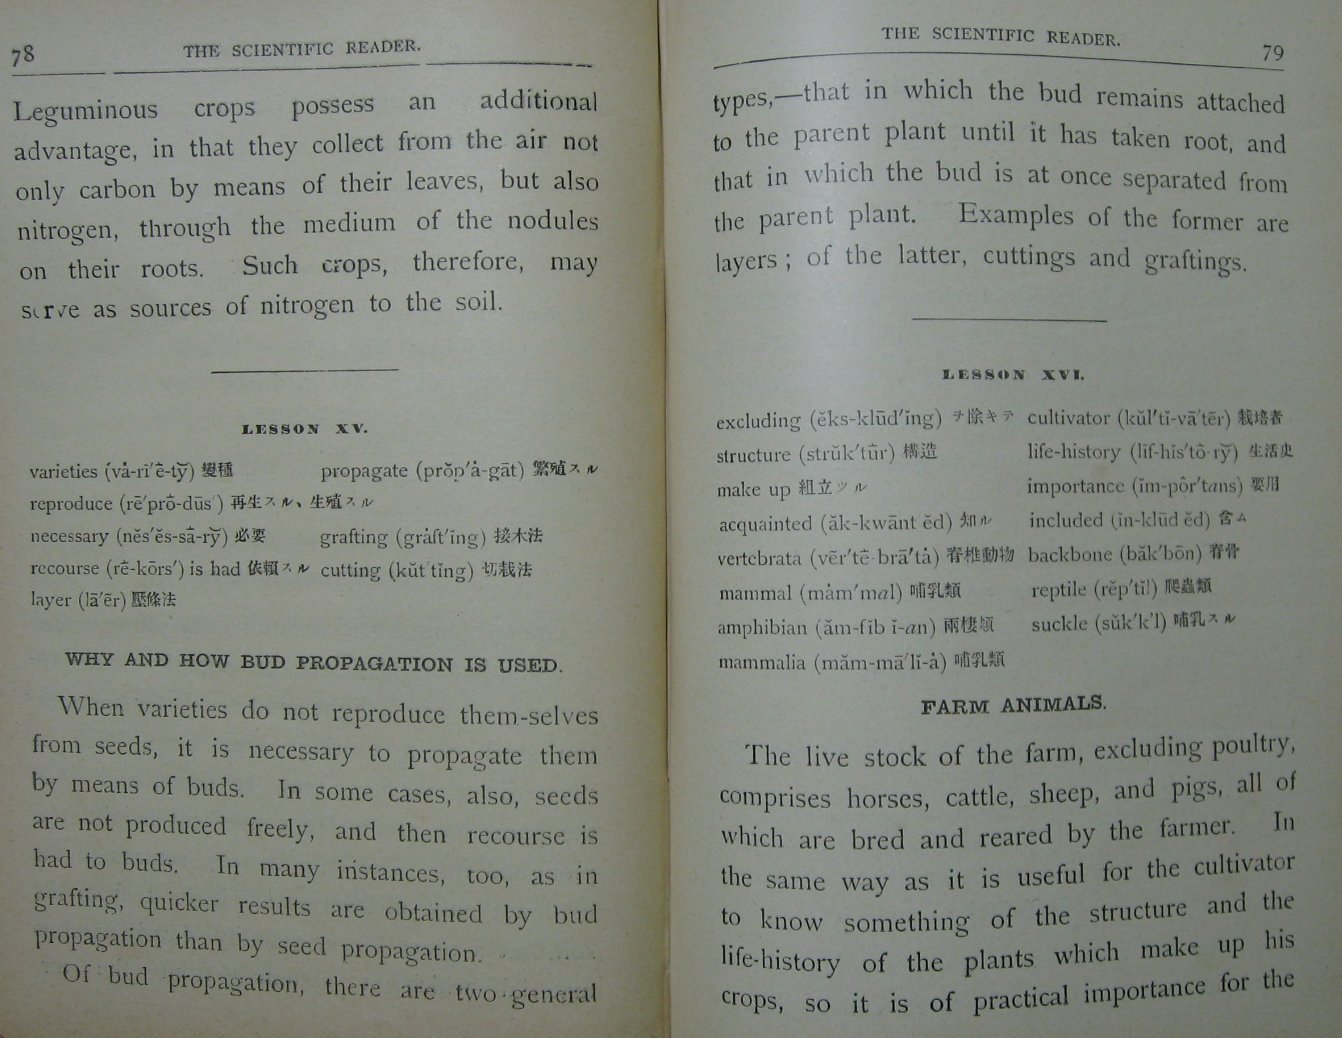 78 THE SCIENTIFIC READER.
Leguminous crops possess an additional
advantage, in that they collect from the air not
only carbon by means of their leaves, but also
nitrogen, through the medium of the nodules
on their roots. Such crops, therefore, may
serve as sources of nitrogen to the soil.
LESSON XV.
varieties (vȧ-rī′ē̇-ty̆) 變種 propagate (prŏp′ȧ-gāt) 繁殖スル
reproduce (rē′prō̇-dūs′) 再生スル、生殖スル
necessary (nĕs′ĕs-sā̇-ry̆) 必要 grafting (grȧft′ĭng) 接木法
recourse (rē̇-kōrs′) is had 依賴スル cutting (kŭt′tĭng) 切栽法
layer (lā′ẽr) 壓條法
WHY AND HOW BUD PROPAGATION IS USED.
When varieties do not reproduce them-selves
from seeds, it is necessary to propagate them
by means of buds. In some cases, also, seeds
are not produced freely, and then recourse is
had to buds. In many instances, too, as in
grafting, quicker results are obtained by bud
propagation than by seed propagation.
Of bud propagation, there are two general
THE SCIENTIFIC READER. 79
types,—that in which the bud remains attached
to the parent plant until it has taken root, and
that in which the bud is at once separated from
the parent plant. Examples of the former are
layers; of the latter, cuttings and graftings.
LESSON XVI.
excluding (ĕks-klūd′ĭng) ヲ除キテ cultivator (kŭl′tĭ-vā′tẽr) 栽培者
structure (strŭk′tū̇r) 構造 life-history (līf-hĭs′tō̇-ry̆) 生活史
make up 組立ツル importance (ĭm-pôr′tans) 要用
acquainted (ăk-kwānt′ĕd) 知ル included (ĭn-klūd′ĕd) 含ム
vertebrata (vẽr′tē̇-brā′tȧ) 脊椎動物 backbone (băk′bōn) 脊骨
mammal (măm′mal) 哺乳類 reptile (rĕp′tĭl) 爬蟲類
amphibian (ăm-fĭb′ĭ-an) 兩棲類 suckle (sŭk′k'l) 哺乳スル
mammalia (măm-mā′lĭ-ȧ) 哺乳類
FARM ANIMALS.
The live stock of the farm, excluding poultry,
comprises horses, cattle, sheep, and pigs, all of
which are bred and reared by the farmer. In
the same way as it is useful for the cultivator
to know something of the structure and the
life-history of the plants which make up his
crops, so it is of practical importance for the